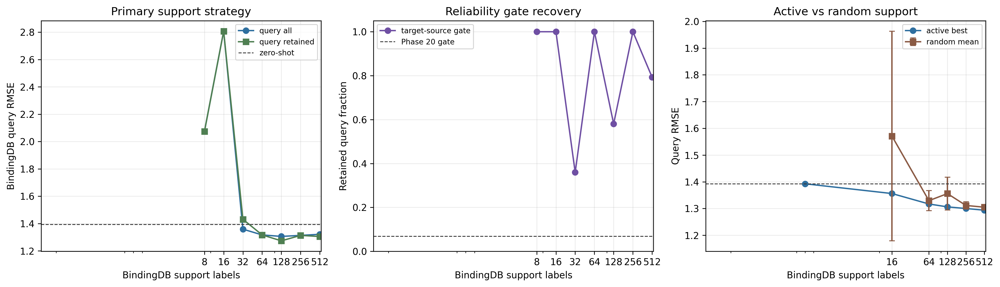 Primary support strategy
BindingDB query RMSE
2.8
2.6
2.4
2.2
2.0
1.8
1.6
1.4
1.2
query all
query retained
zero-shot
8 16 32 64 128 256 512
BindingDB support labels
Reliability gate recovery
Retained query fraction
1.0
0.8
0.6
0.4
0.2
0.0
target-source gate
Phase 20 gate
8 16 32 64 128 256 512
BindingDB support labels
Active vs random support
Query RMSE
2.0
1.9
1.8
1.7
1.6
1.5
1.4
1.3
1.2
active best
random mean
16 64 128 256 512
BindingDB support labels